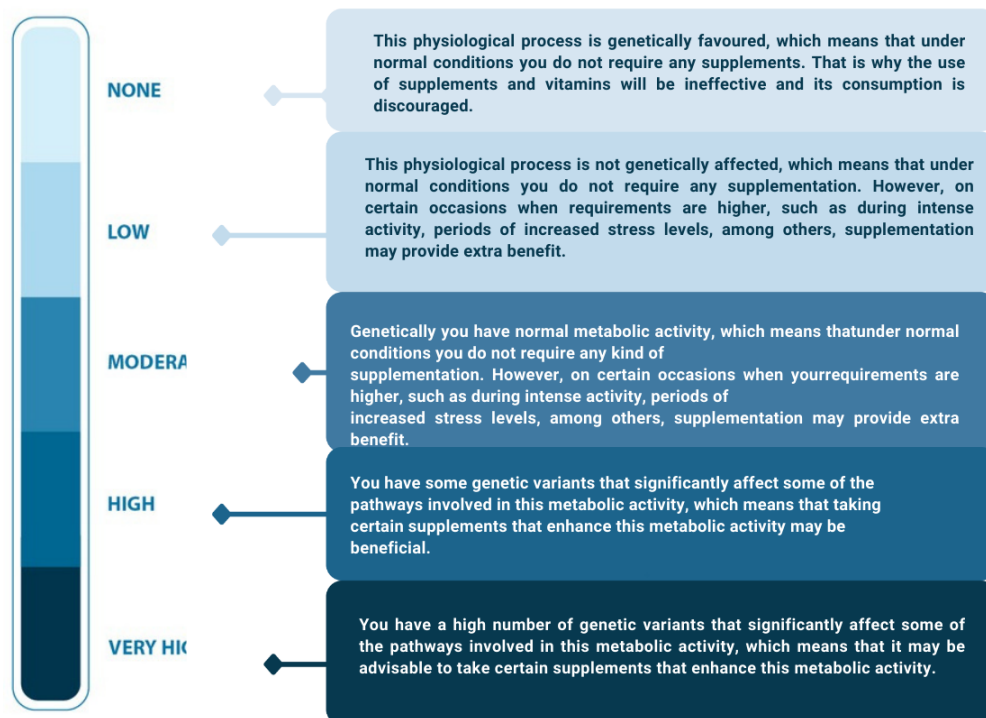 NONE
This physiological process is genetically favoured, which means that under
normal conditions you do not require any supplements. That is why the use
of supplements and vitamins will be ineffective and its consumption is
discouraged.
LOW
This physiological process is not genetically affected, which means that under
normal conditions you do not require any supplementation. However, on
certain occasions when requirements are higher, such as during intense
activity, periods of increased stress levels, among others, supplementation
may provide extra benefit.
MODERA
Genetically you have normal metabolic activity, which means thatunder normal
conditions you do not require any kind of
supplementation. However, on certain occasions when yourrequirements are
higher, such as during intense activity, periods of
increased stress levels, among others, supplementation may provide extra
benefit.
HIGH
You have some genetic variants that significantly affect some of the
pathways involved in this metabolic activity, which means that taking
certain supplements that enhance this metabolic activity may be
beneficial.
VERY HIG
You have a high number of genetic variants that significantly affect some of
the pathways involved in this metabolic activity, which means that it may be
advisable to take certain supplements that enhance this metabolic activity.